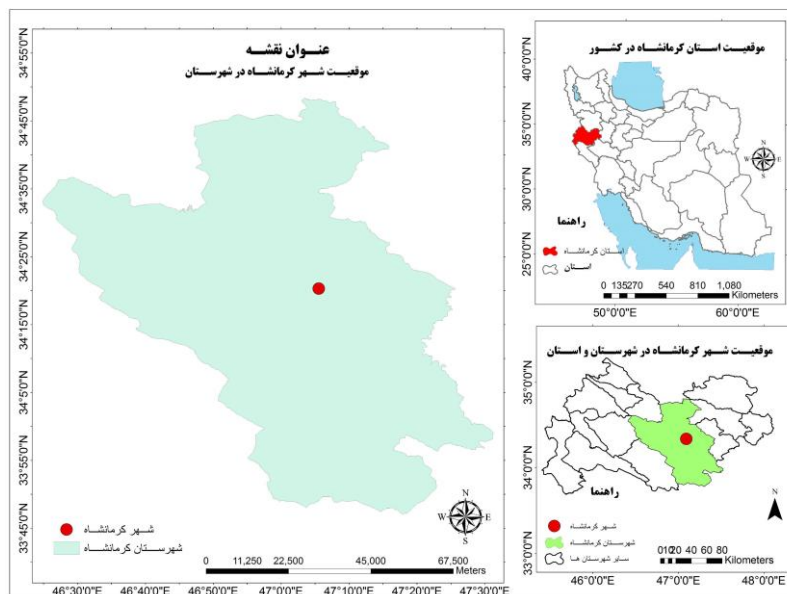 عنوان نقشه
موقعیت شهر کرمانشاه در شهرستان
34°55'0"N
34°45'0"N
34°35'0"N
34°25'0"N
34°15'0"N
34°5'0"N
33°55'0"N
33°45'0"N
N
W E
S
شهر کرمانشاه
شهرستان کرمانشاه
0 11,250 22,500 45,000 67,500
Meters
46°30'0"E 46°40'0"E 46°50'0"E 47°0'0"E 47°10'0"E 47°20'0"E 47°30'0"E
موقعیت استان کرمانشاه در کشور
40°0'0"N
35°0'0"N
30°0'0"N
25°0'0"N
N
W E
S
راهنما
استان کرمانشاه
استان
0 135270 540 810 1,080
Kilometers
50°0'0"E 60°0'0"E
موقعیت شهر کرمانشاه در شهرستان و استان
35°0'0"N
34°0'0"N
33°0'0"N
راهنما
N
شهر کرمانشاه
شهرستان کرمانشاه
سایر شهرستان ها
01020 40 60 80
Kilometers
46°0'0"E 47°0'0"E 48°0'0"E